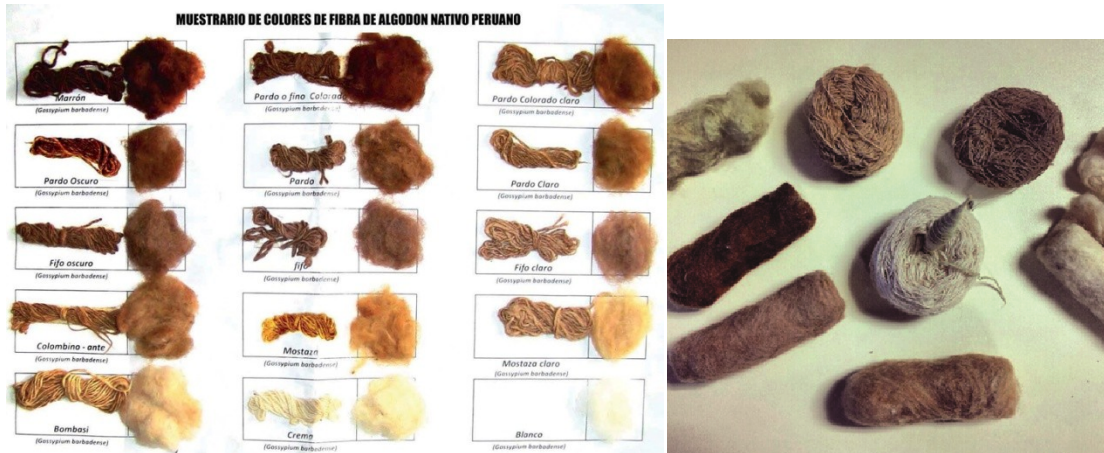 MUESTRARIO DE COLORES DE FIBRA DE ALGODON NATIVO PERUANO
Marrón
(Gossypium barbadense)
Pardo o fino Colorado
(Gossypium barbadense)
Pardo Colorado claro
(Gossypium barbadense)
Pardo Oscuro
(Gossypium barbadense)
Pardo
(Gossypium barbadense)
Pardo Claro
(Gossypium barbadense)
Fifo oscuro
(Gossypium barbadense)
fifo
(Gossypium barbadense)
Fifo claro
(Gossypium barbadense)
Colombino - ante
(Gossypium barbadense)
Mostaza
(Gossypium barbadense)
Mostaza claro
(Gossypium barbadense)
Bombasi
(Gossypium barbadense)
Crema
(Gossypium barbadense)
Blanco
(Gossypium barbadense)